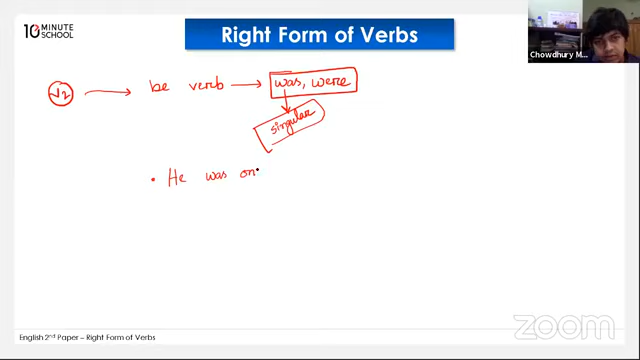 10 MINUTE SCHOOL
Right Form of Verbs
Chowdhury M...
V2 → be verb → was, were
singular
• He was on
English 2nd Paper – Right Form of Verbs
zoom